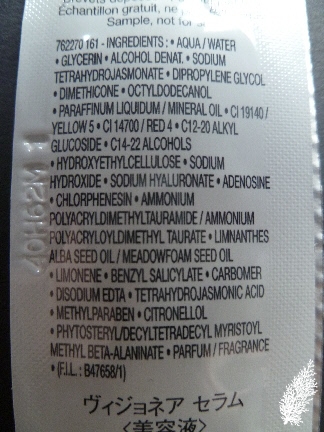 Échantillon gratuit, ne
Sample, not for
762270 161 - INGREDIENTS : • AQUA / WATER
• GLYCERIN • ALCOHOL DENAT. • SODIUM
TETRAHYDROJASMONATE • DIPROPYLENE GLYCOL
• DIMETHICONE • OCTYLDODECANOL
• PARAFFINUM LIQUIDUM / MINERAL OIL • CI 19140 /
YELLOW 5 • CI 14700 / RED 4 • C12-20 ALKYL
GLUCOSIDE • C14-22 ALCOHOLS
• HYDROXYETHYLCELLULOSE • SODIUM
HYDROXIDE • SODIUM HYALURONATE • ADENOSINE
• CHLORPHENESIN • AMMONIUM
POLYACRYLDIMETHYLTAURAMIDE / AMMONIUM
POLYACRYLOYLDIMETHYL TAURATE • LIMNANTHES
ALBA SEED OIL / MEADOWFOAM SEED OIL
• LIMONENE • BENZYL SALICYLATE • CARBOMER
• DISODIUM EDTA • TETRAHYDROJASMONIC ACID
• METHYLPARABEN • CITRONELLOL
• PHYTOSTERYL/DECYLTETRADECYL MYRISTOYL
METHYL BETA-ALANINATE • PARFUM / FRAGRANCE
• (F.I.L. : B47658/1)
ヴィジョネア セラム
<美容液>